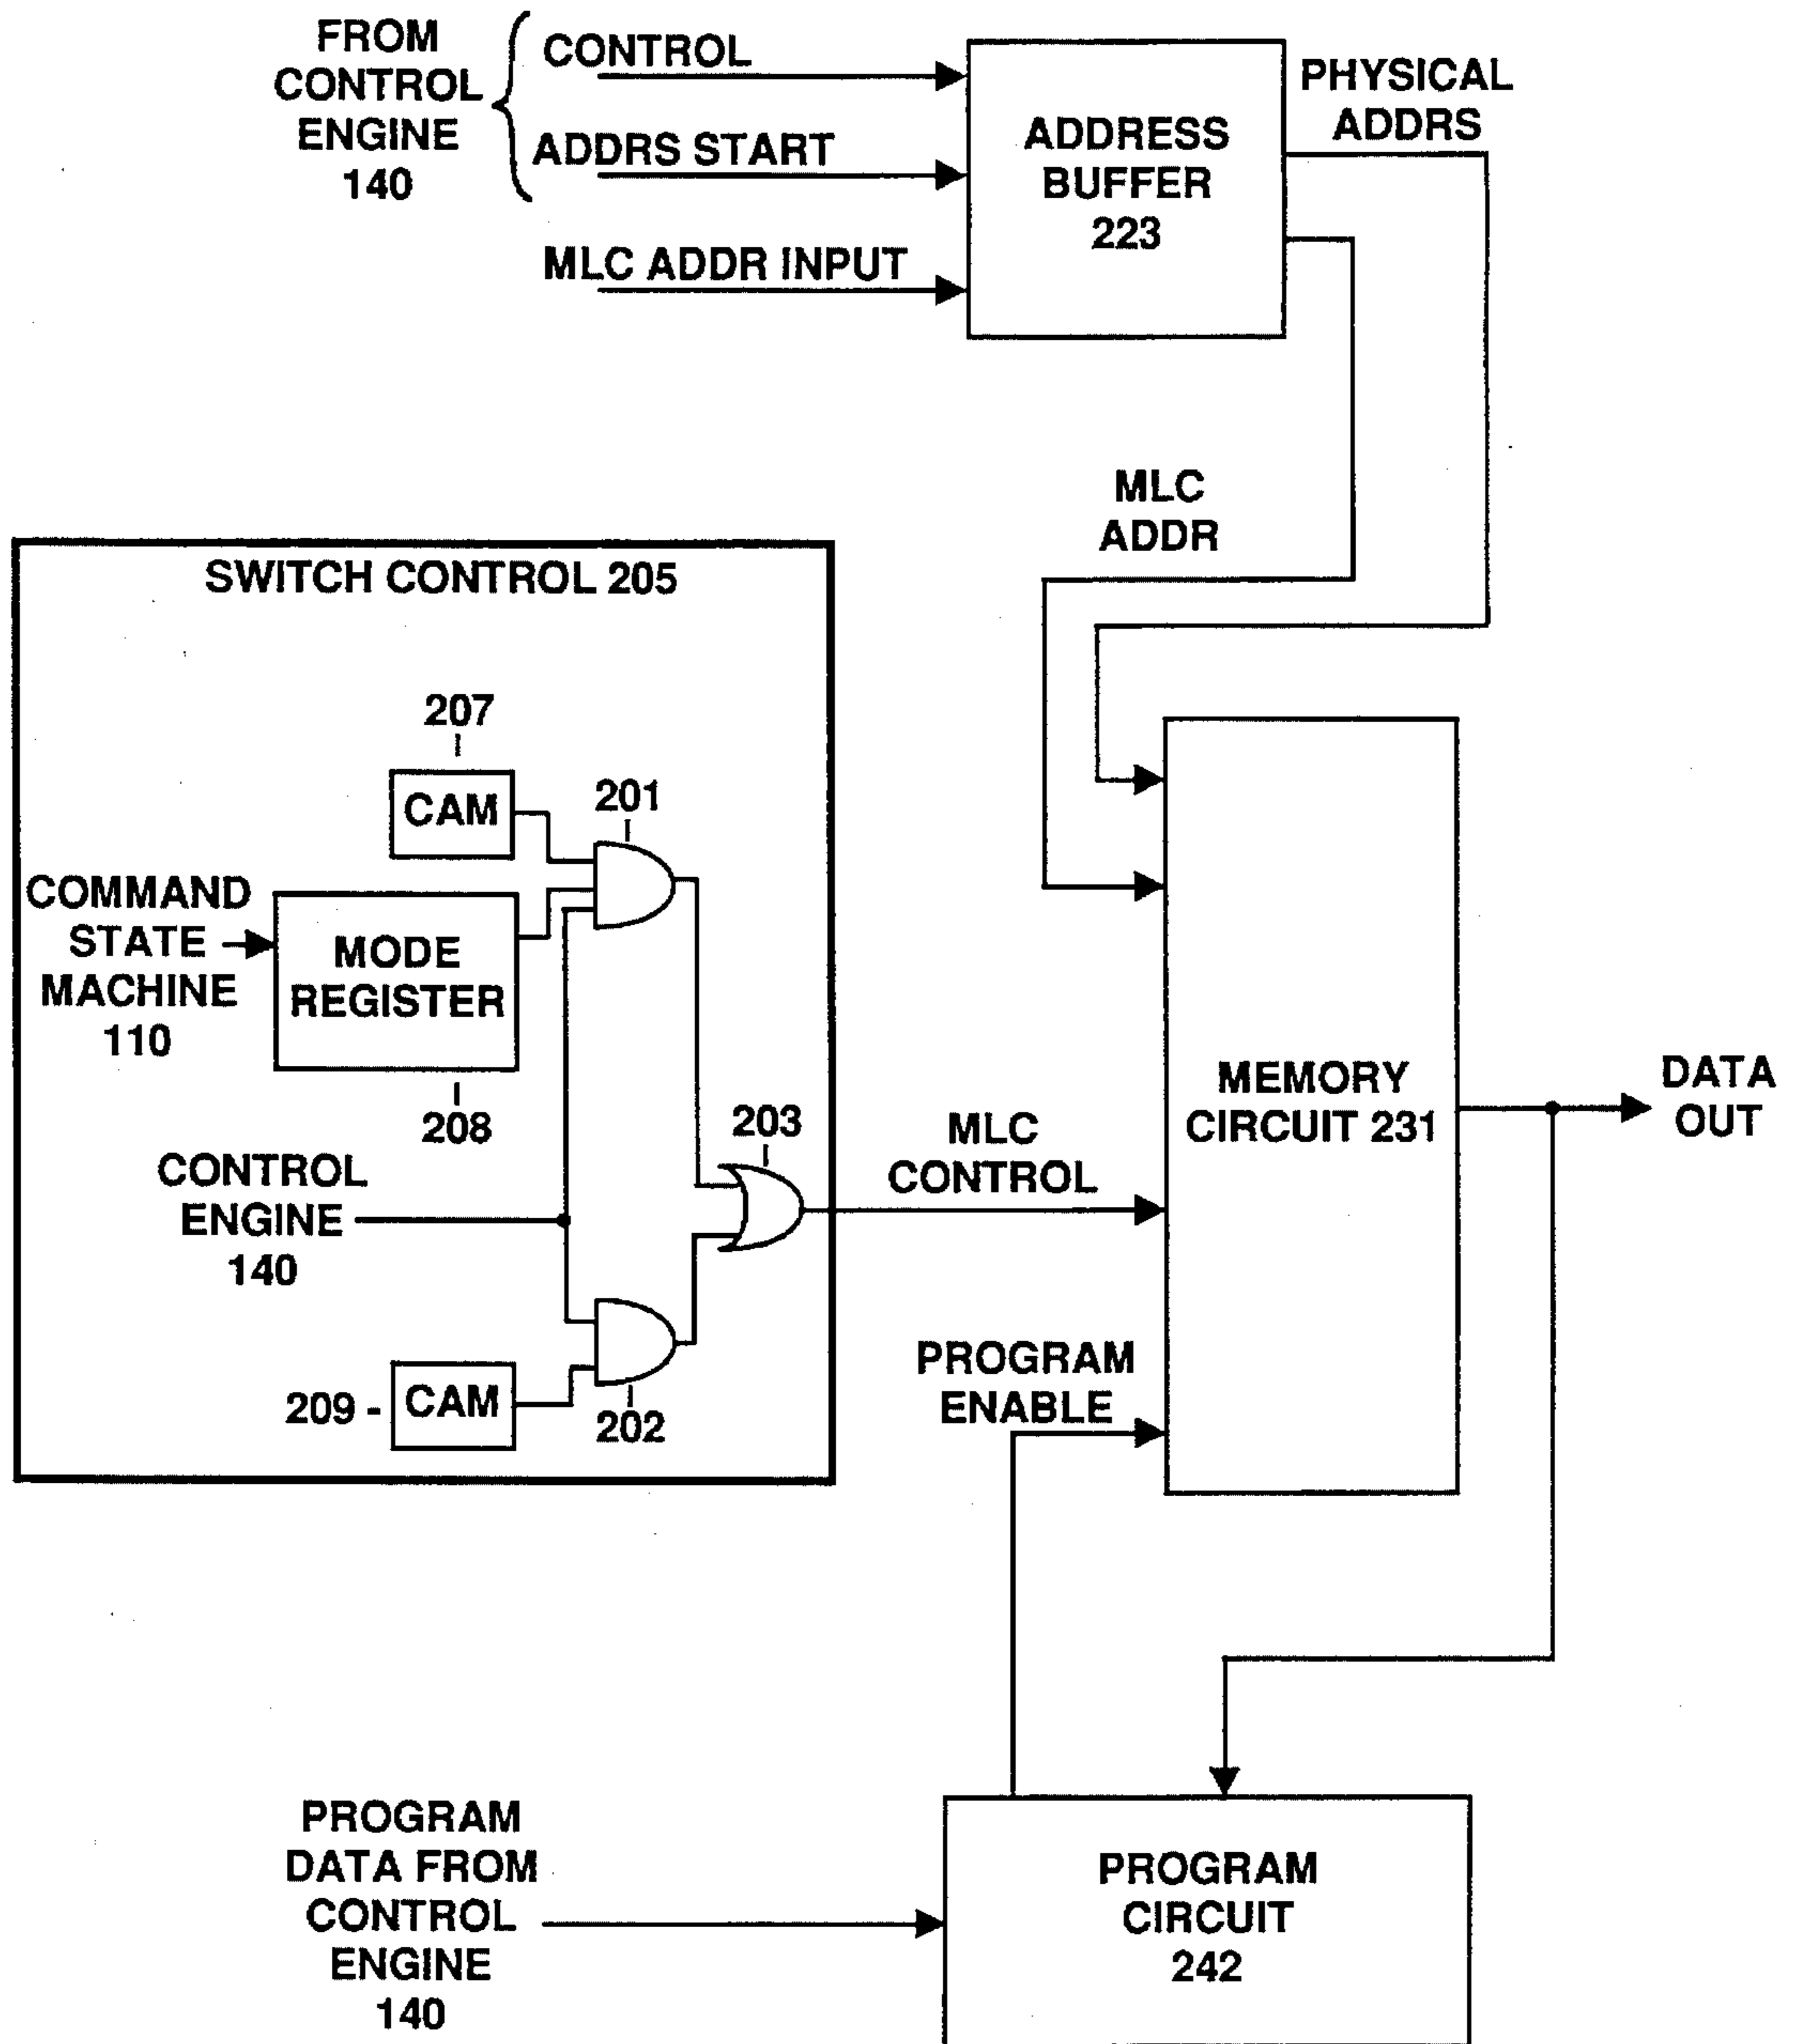 FROM
CONTROL
ENGINE
140
CONTROL
ADDRS START
MLC ADDR INPUT
ADDRESS
BUFFER
223
PHYSICAL
ADDRS
MLC
ADDR
SWITCH CONTROL 205
207
CAM
201
COMMAND
STATE
MACHINE
110
MODE
REGISTER
208
CONTROL
ENGINE
140
203
209 -
CAM
202
MLC
CONTROL
MEMORY
CIRCUIT 231
DATA
OUT
PROGRAM
ENABLE
PROGRAM
DATA FROM
CONTROL
ENGINE
140
PROGRAM
CIRCUIT
242